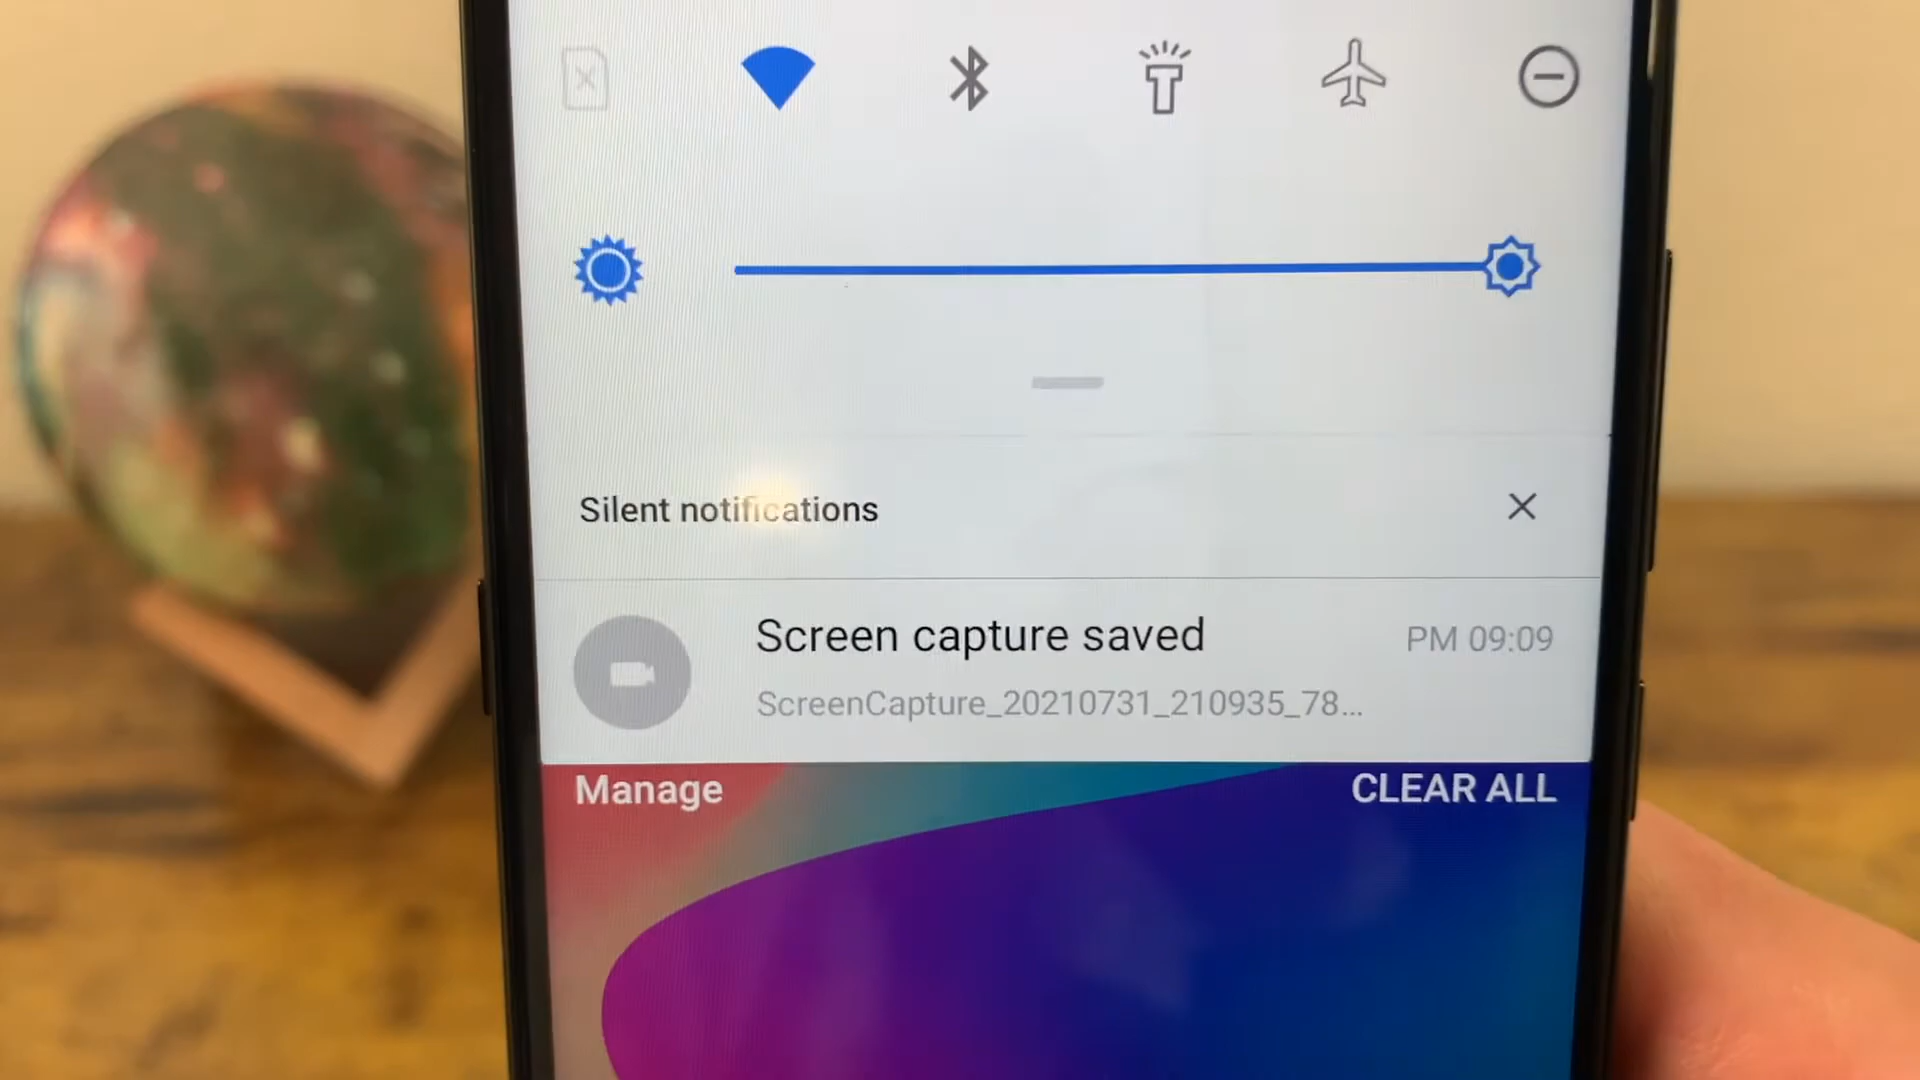 Silent notifications
Screen capture saved
PM 09:09
ScreenCapture_20210731_210935_78...
Manage
CLEAR ALL